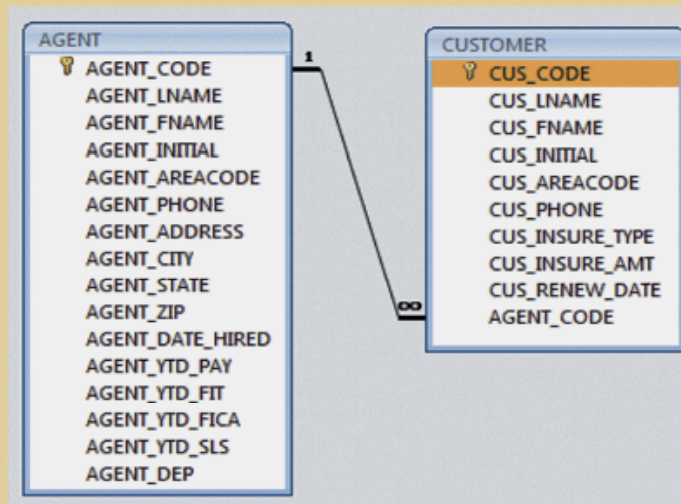 AGENT
AGENT_CODE
AGENT_LNAME
AGENT_FNAME
AGENT_INITIAL
AGENT_AREACODE
AGENT_PHONE
AGENT_ADDRESS
AGENT_CITY
AGENT_STATE
AGENT_ZIP
AGENT_DATE_HIRED
AGENT_YTD_PAY
AGENT_YTD_FIT
AGENT_YTD_FICA
AGENT_YTD_SLS
AGENT_DEP
1
∞
CUSTOMER
CUS_CODE
CUS_LNAME
CUS_FNAME
CUS_INITIAL
CUS_AREACODE
CUS_PHONE
CUS_INSURE_TYPE
CUS_INSURE_AMT
CUS_RENEW_DATE
AGENT_CODE